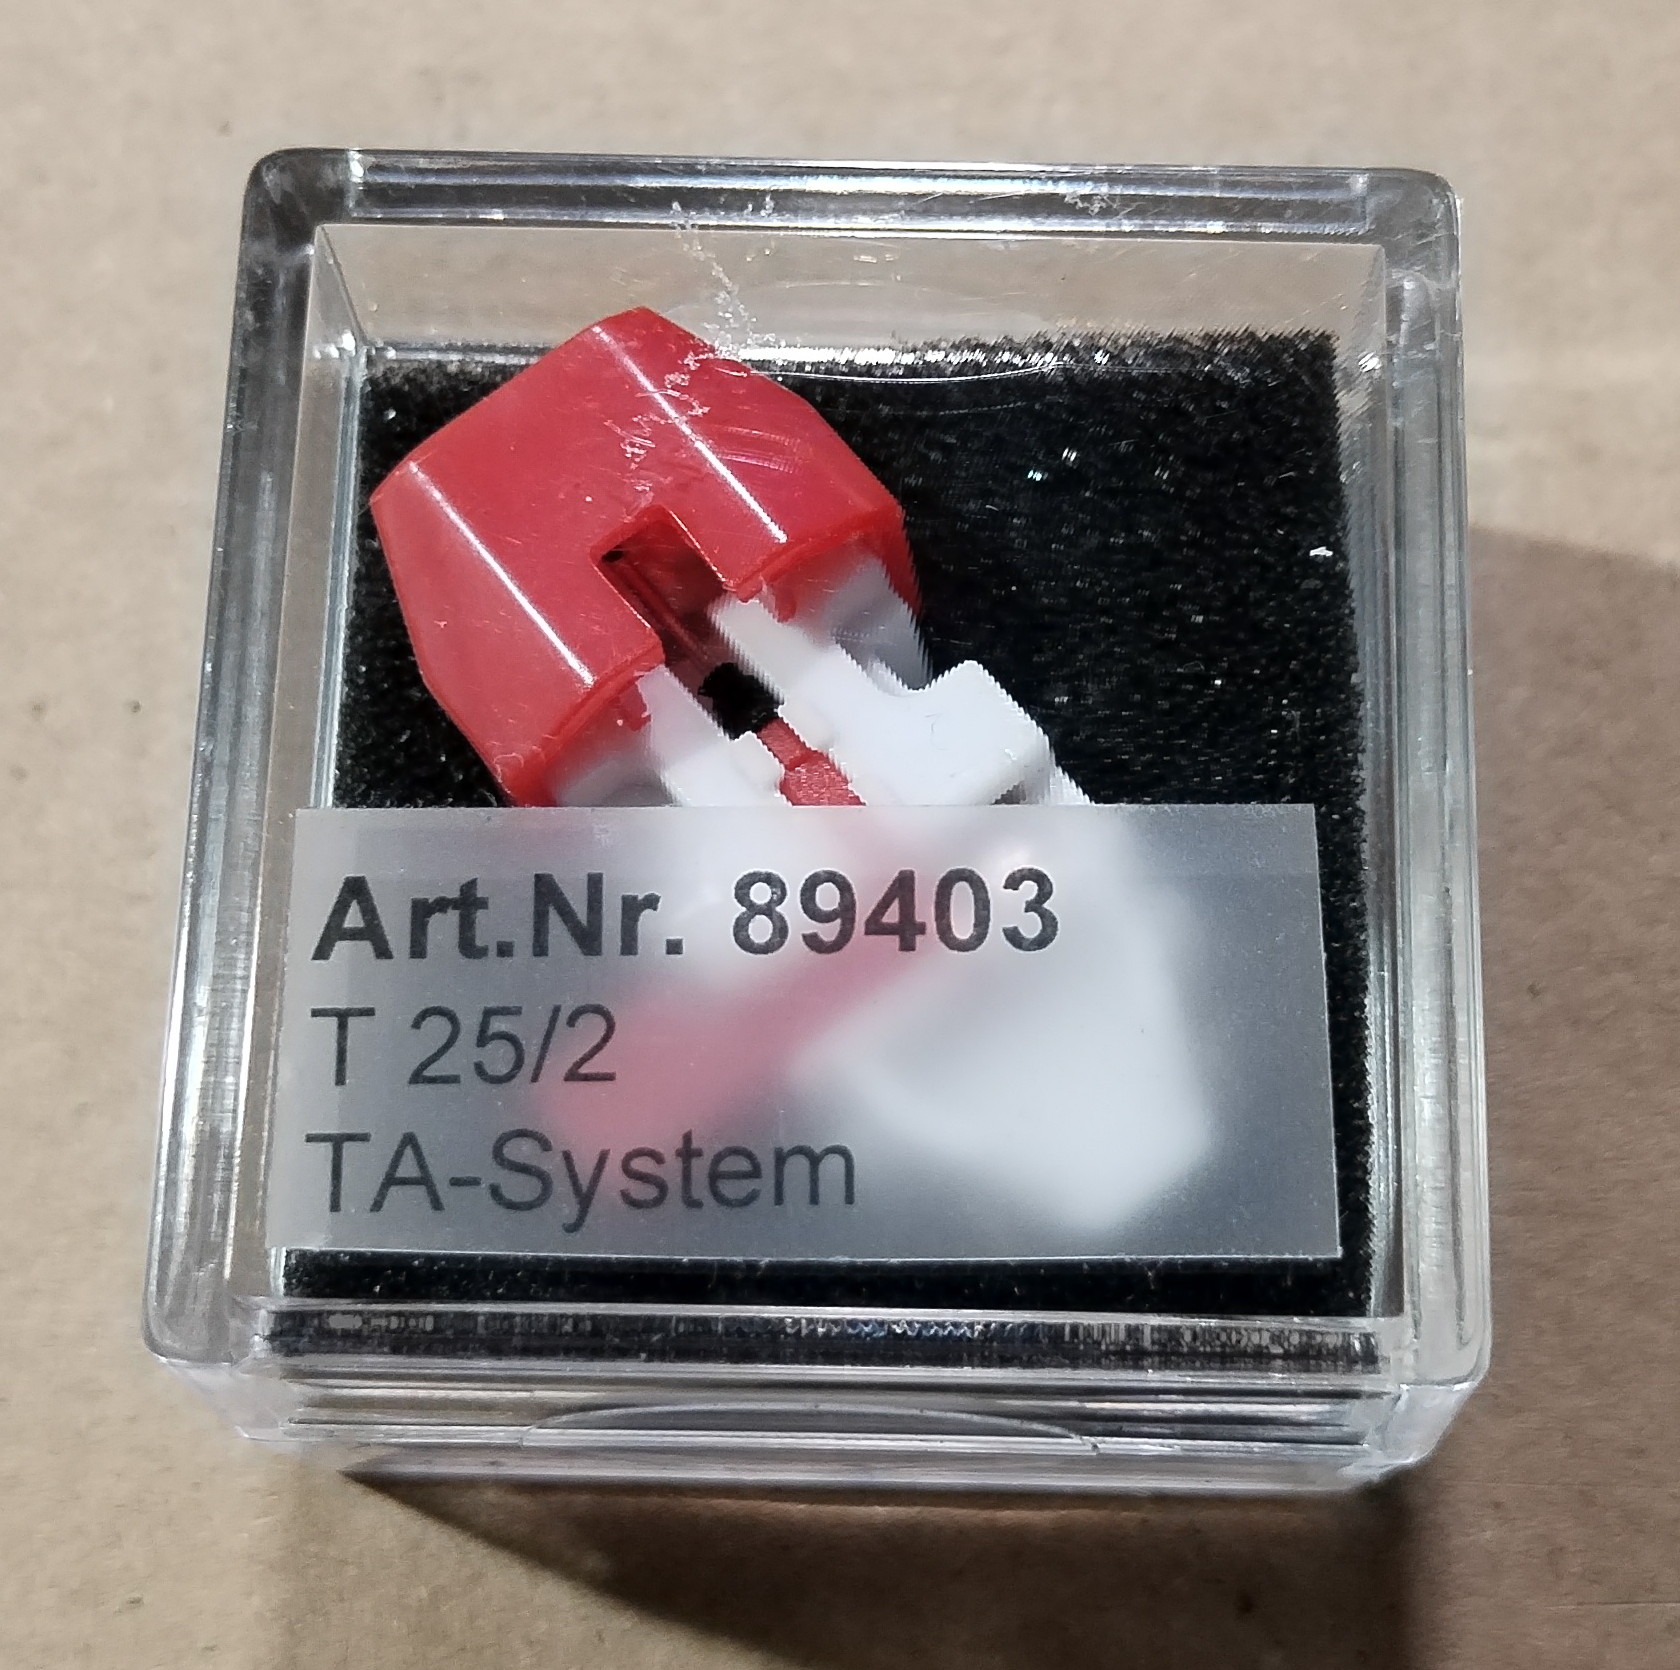 Art.Nr. 89403
T 25/2
TA-System